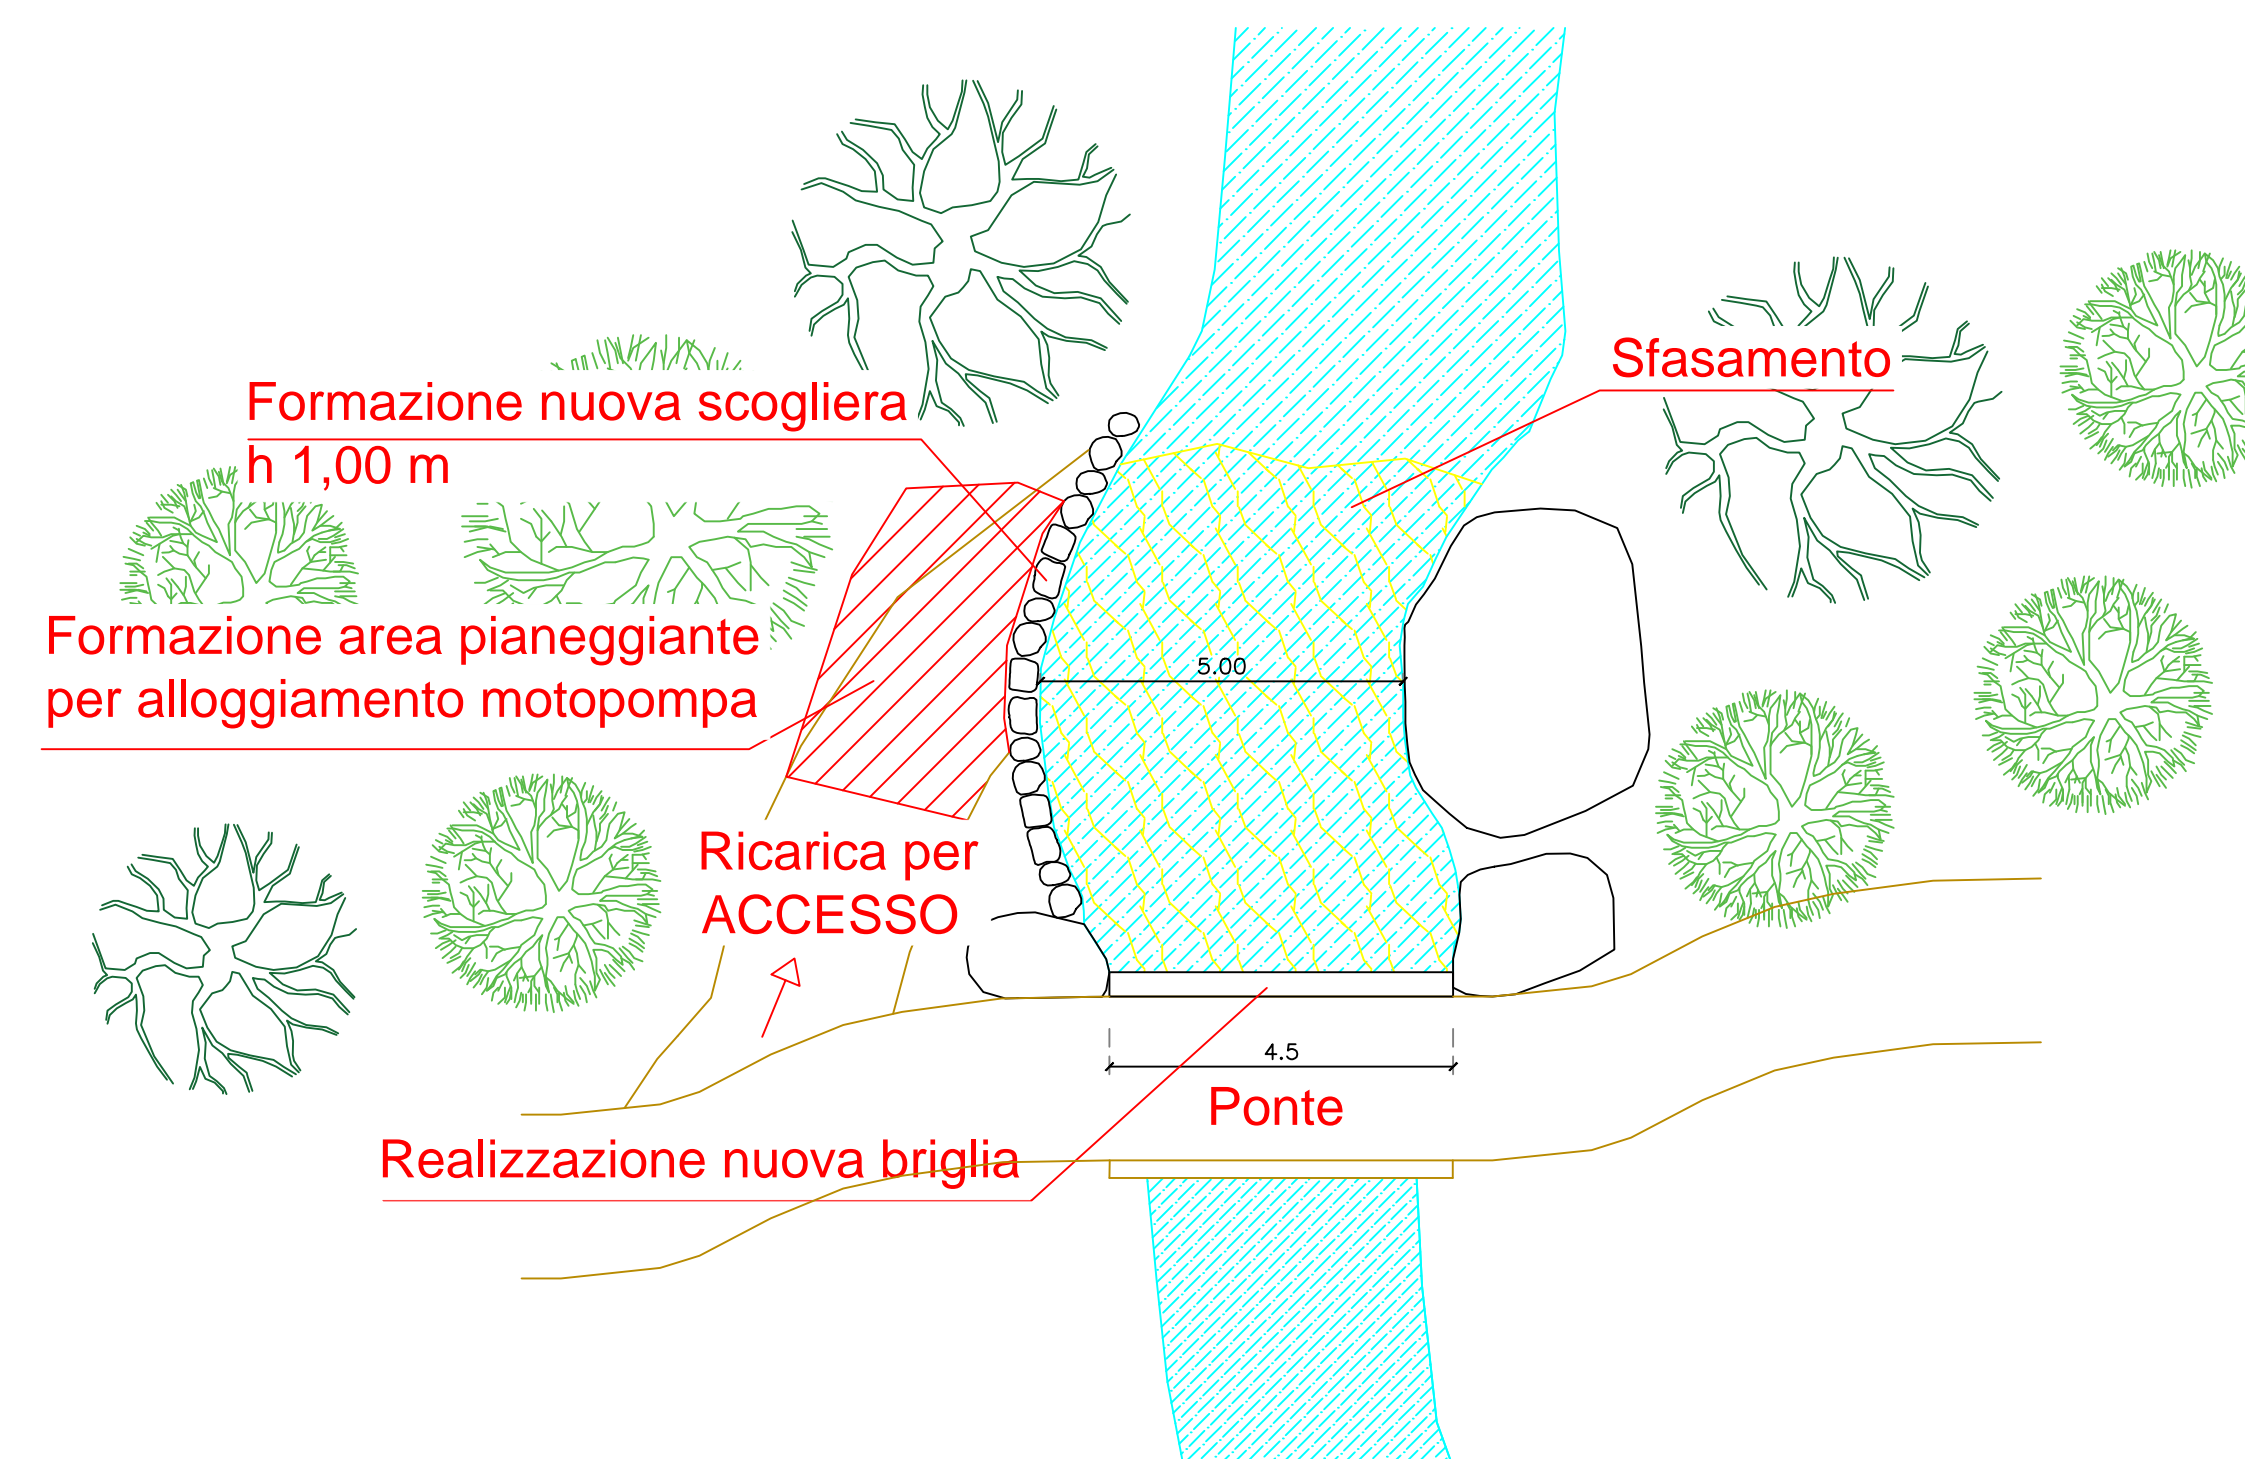 Sfasamento
Formazione nuova scogliera
h 1,00 m
Formazione area pianeggiante
per alloggiamento motopompa
5.00
Ricarica per
ACCESSO
4.5
Ponte
Realizzazione nuova briglia